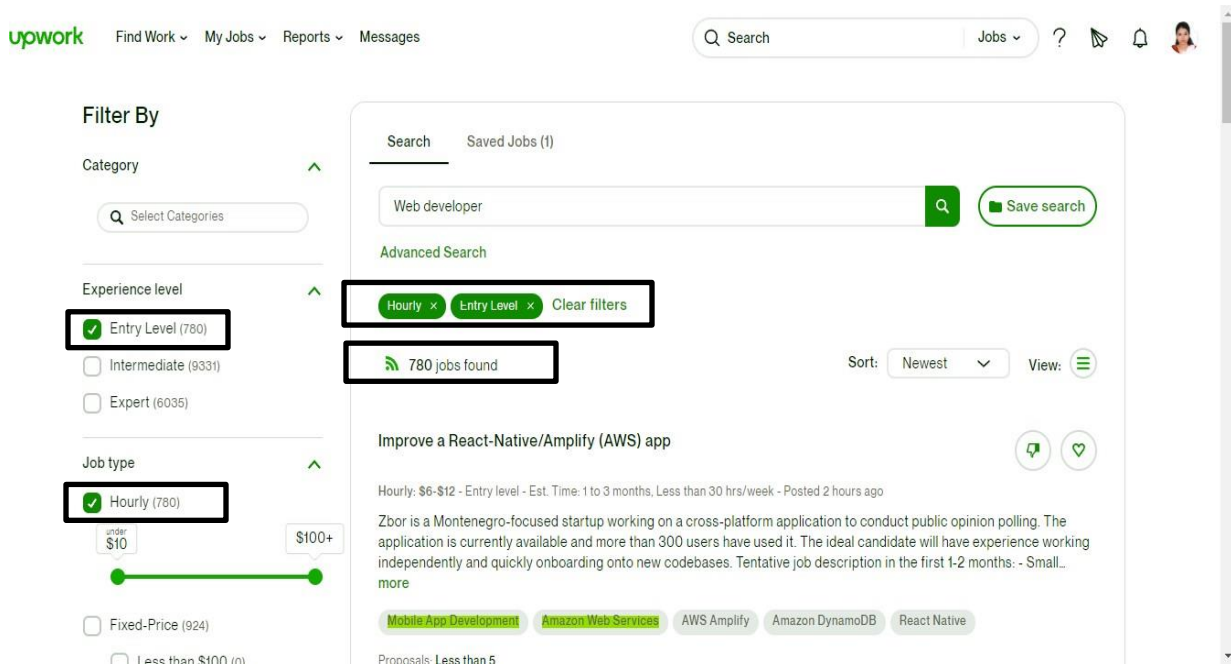 upwork Find Work My Jobs Reports Messages Search Jobs ?
Filter By
Category
Select Categories
Experience level
Entry Level (780)
Intermediate (9331)
Expert (6035)
Job type
Hourly (780)
under
$10
$100+
Fixed-Price (924)
Less than $100 (0)
Search Saved Jobs (1)
Web developer
Save search
Advanced Search
Hourly × Entry Level × Clear filters
780 jobs found
Sort: Newest View:
Improve a React-Native/Amplify (AWS) app
Hourly: $6-$12 - Entry level - Est. Time: 1 to 3 months, Less than 30 hrs/week - Posted 2 hours ago
Zbor is a Montenegro-focused startup working on a cross-platform application to conduct public opinion polling. The
application is currently available and more than 300 users have used it. The ideal candidate will have experience working
independently and quickly onboarding onto new codebases. Tentative job description in the first 1-2 months: - Small…
more
Mobile App Development Amazon Web Services AWS Amplify Amazon DynamoDB React Native
Proposals: Less than 5